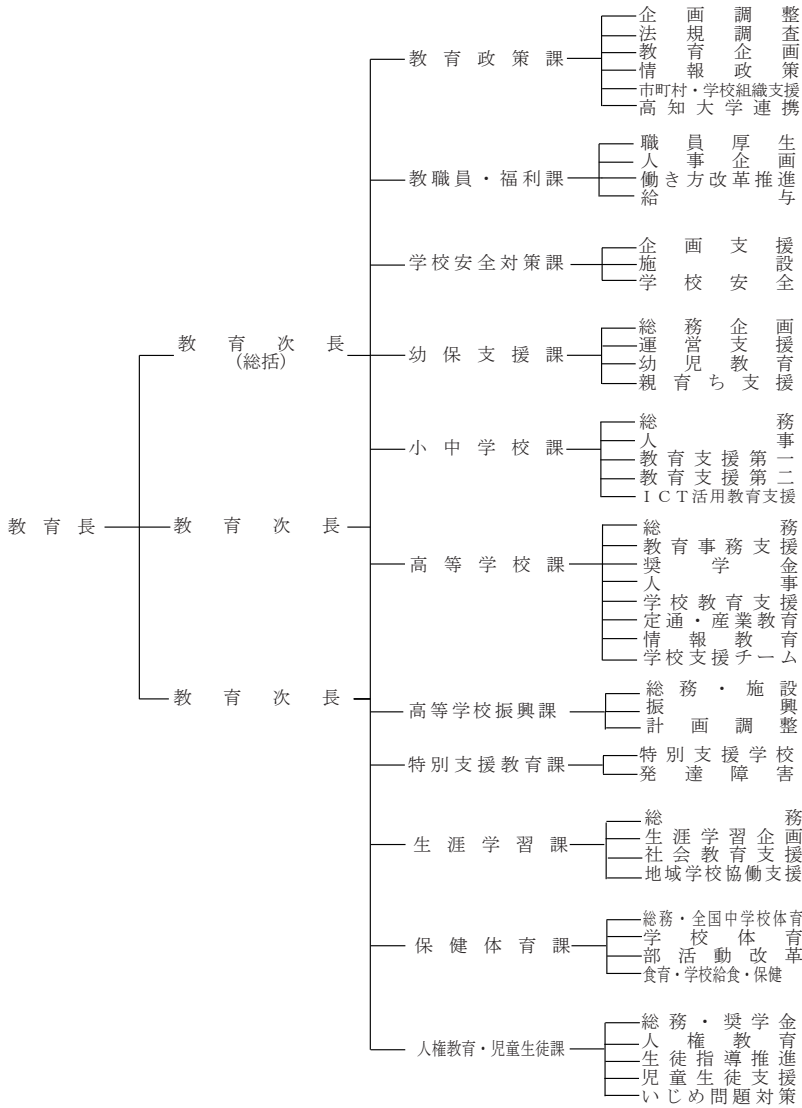 教育長
教育次長
(総括)
教育次長
教育次長
教育政策課
企画調整
法規調査
教育企画
情報政策
市町村・学校組織支援
高知大学連携
教職員・福利課
職員厚生
人事企画
働き方改革推進
給与
学校安全対策課
企画支援
施設
学校安全
幼保支援課
総務企画
運営支援
幼児教育
親育ち支援
小中学校課
総務
人事
教育支援第一
教育支援第二
ICT活用教育支援
高等学校課
総務
教育事務支援
奨学金
人事
学校教育支援
定通・産業教育
情報教育
学校支援チーム
高等学校振興課
総務・施設
振興
計画調整
特別支援教育課
特別支援学校
発達障害
生涯学習課
総務
生涯学習企画
社会教育支援
地域学校協働支援
保健体育課
総務・全国中学校体育
学校体育
部活動改革
食育・学校給食・保健
人権教育・児童生徒課
総務・奨学金
人権教育
生徒指導推進
児童生徒支援
いじめ問題対策